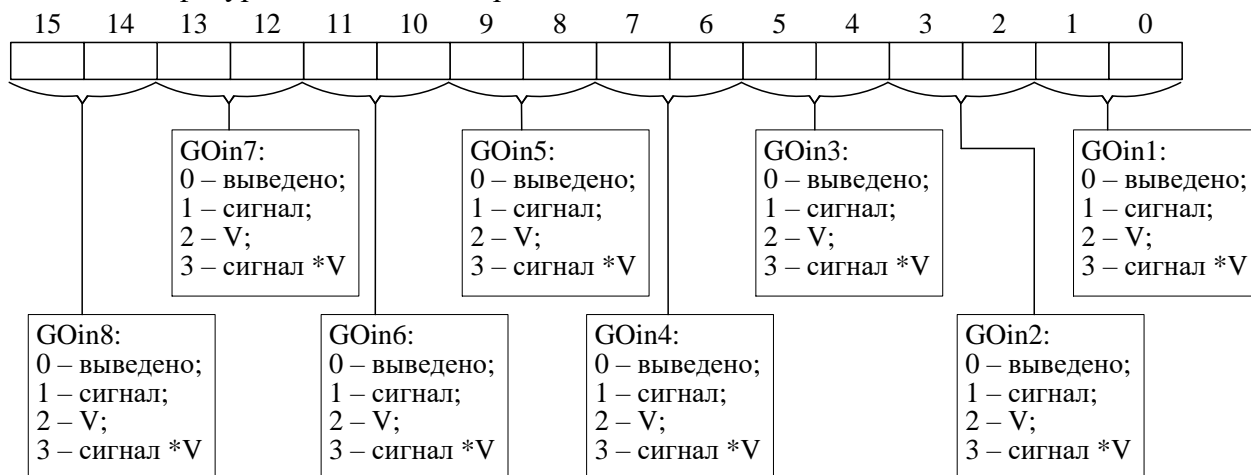 15 14 13 12 11 10 9 8 7 6 5 4 3 2 1 0
GOin7:
0 – выведено;
1 – сигнал;
2 – V;
3 – сигнал *V
GOin5:
0 – выведено;
1 – сигнал;
2 – V;
3 – сигнал *V
GOin3:
0 – выведено;
1 – сигнал;
2 – V;
3 – сигнал *V
GOin1:
0 – выведено;
1 – сигнал;
2 – V;
3 – сигнал *V
GOin8:
0 – выведено;
1 – сигнал;
2 – V;
3 – сигнал *V
GOin6:
0 – выведено;
1 – сигнал;
2 – V;
3 – сигнал *V
GOin4:
0 – выведено;
1 – сигнал;
2 – V;
3 – сигнал *V
GOin2:
0 – выведено;
1 – сигнал;
2 – V;
3 – сигнал *V